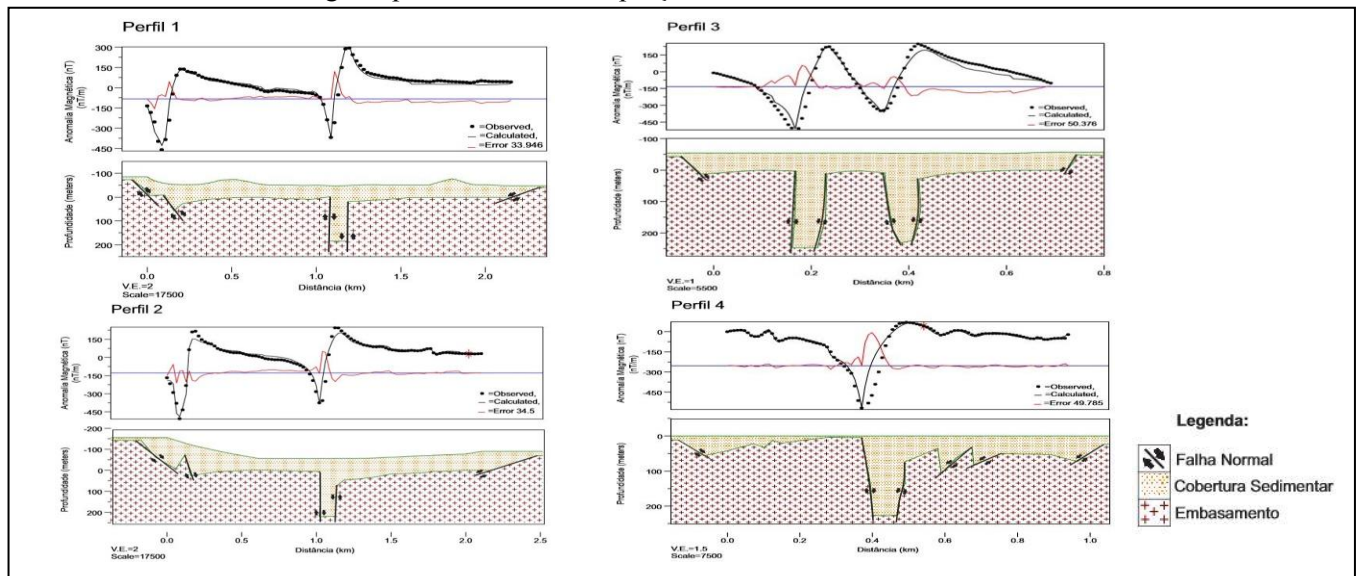 Perfil 1
Anomalia Magnética (nT)
(nT/m)
300
150
0
-150
-300
-450
=Observed,
=Calculated,
=Error 33.946
Profundidade (meters)
-100
0
100
200
0.0
0.5
1.0
1.5
2.0
V.E.=2
Scale=17500
Distância (km)
Perfil 2
Anomalia Magnética (nT)
(nT/m)
150
0
-150
-300
-450
=Observed,
=Calculated,
=Error 34.5
Profundidade (meters)
-200
-100
0
100
200
0.0
0.5
1.0
1.5
2.0
2.5
V.E.=2
Scale=17500
Distância (km)
Perfil 3
Anomalia Magnética (nT)
(nT/m)
150
0
-150
-300
-450
=Observed,
=Calculated,
=Error 50.376
Profundidade (meters)
-100
0
100
200
0.0
0.2
0.4
0.6
0.8
V.E.=1
Scale=5500
Distância (km)
Perfil 4
Anomalia Magnética (nT)
(nT/m)
0
-150
-300
-450
=Observed,
=Calculated,
=Error 49.785
Profundidade (meters)
0
50
100
150
200
0.0
0.2
0.4
0.6
0.8
1.0
V.E.=1.5
Scale=7500
Distância (km)
Legenda:
Falha Normal
Cobertura Sedimentar
Embasamento